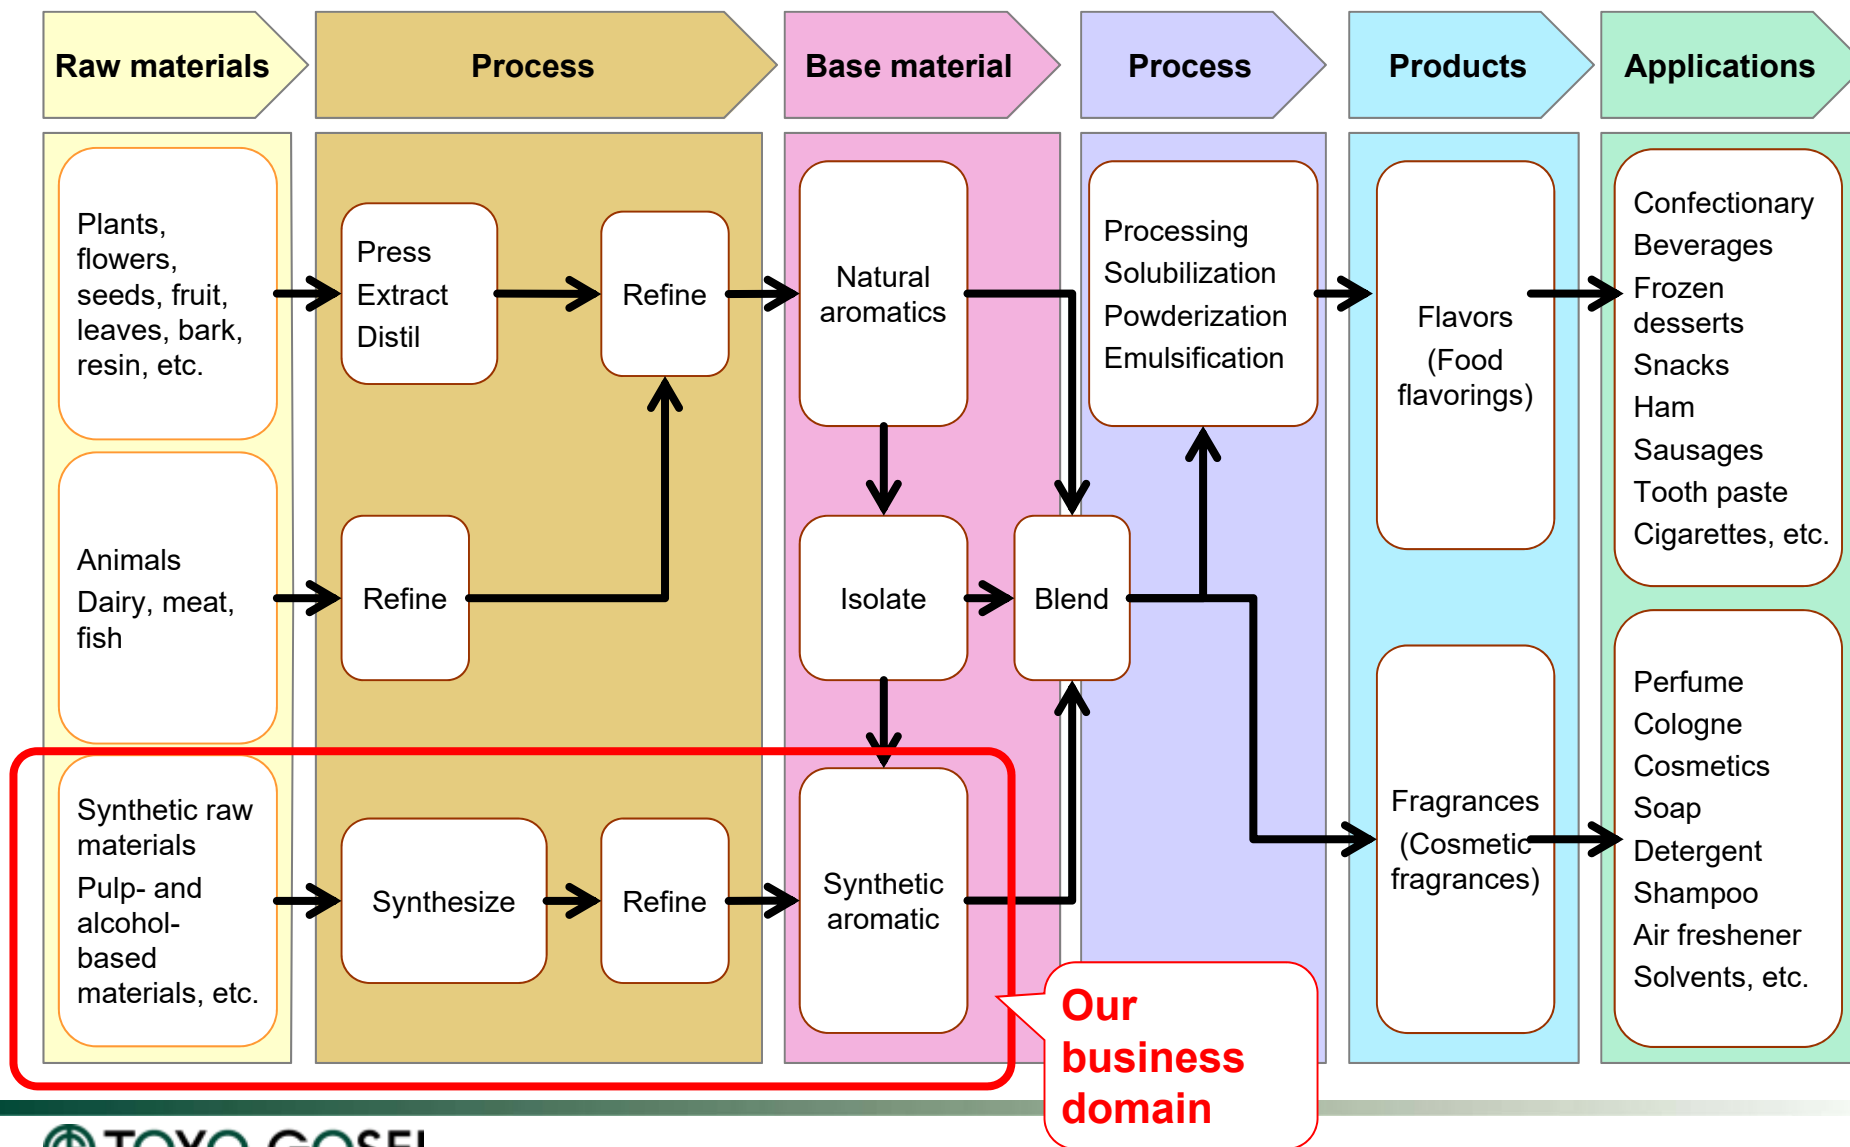 Raw materials
Process
Base material
Process
Products
Applications
Plants,
flowers,
seeds, fruit,
leaves, bark,
resin, etc.
Press
Extract
Distil
Refine
Natural
aromatics
Processing
Solubilization
Powderization
Emulsification
Flavors
(Food
flavorings)
Confectionary
Beverages
Frozen
desserts
Snacks
Ham
Sausages
Tooth paste
Cigarettes, etc.
Animals
Dairy, meat,
fish
Refine
Isolate
Blend
Synthetic raw
materials
Pulp- and
alcohol-
based
materials, etc.
Synthesize
Refine
Synthetic
aromatic
Fragrances
(Cosmetic
fragrances)
Perfume
Cologne
Cosmetics
Soap
Detergent
Shampoo
Air freshener
Solvents, etc.
Our
business
domain
TOYO GOSEI